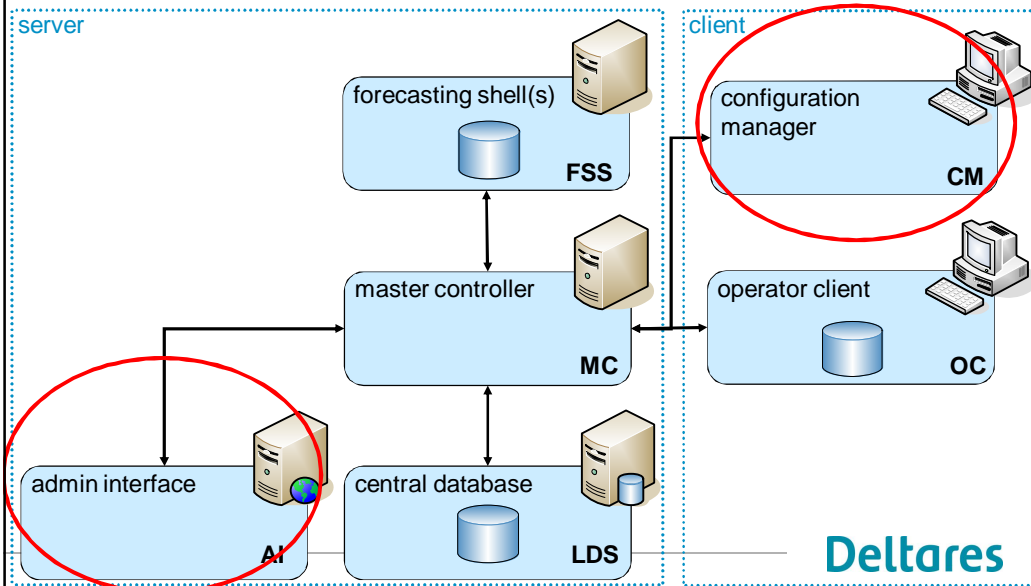 server
client
forecasting shell(s)
FSS
configuration
manager
CM
master controller
MC
operator client
OC
admin interface
AI
central database
LDS
Deltares